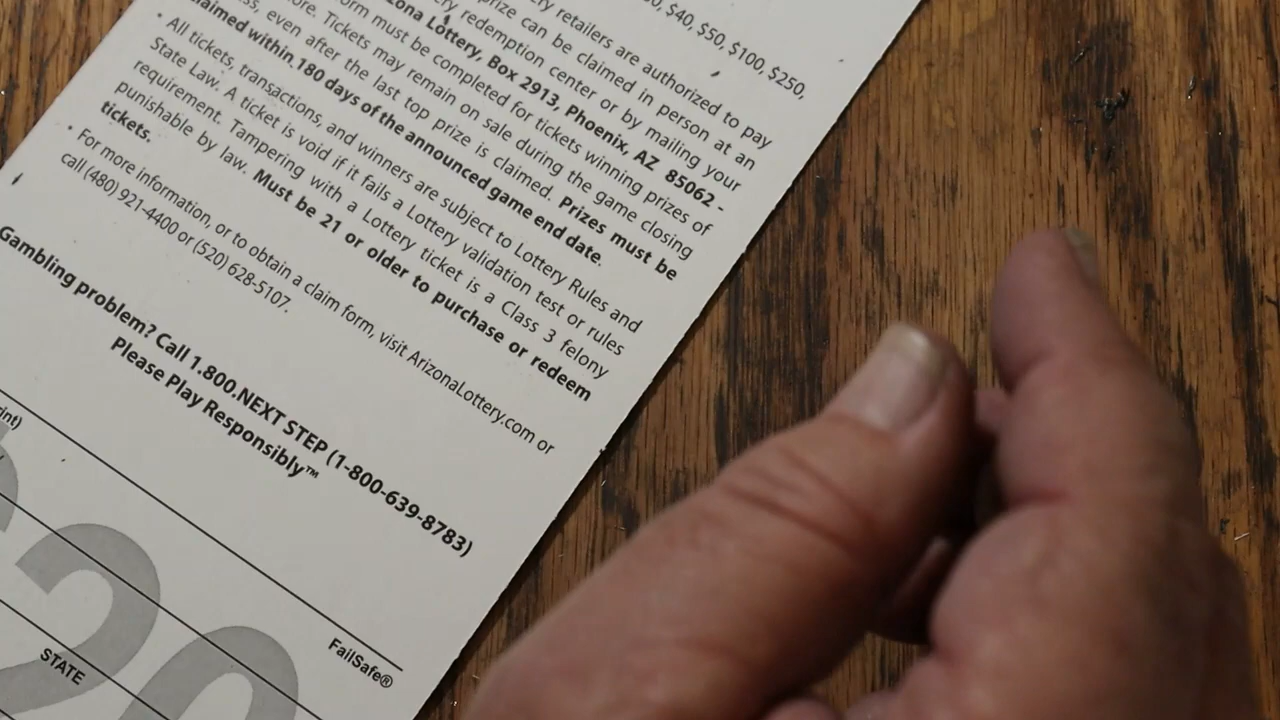 $40, $50, $100, $250,
retailers are authorized to pay
prize can be claimed in person at an
redemption center or by mailing your
Lottery, Box 2913, Phoenix, AZ 85062 -
must be completed for tickets winning prizes of
Tickets may remain on sale during the game closing
even after the last top prize is claimed. Prizes must be
claimed within 180 days of the announced game end date.
• All tickets, transactions, and winners are subject to Lottery Rules and
State Law. A ticket is void if it fails a Lottery validation test or rules
requirement. Tampering with a Lottery ticket is a Class 3 felony
punishable by law. Must be 21 or older to purchase or redeem
tickets.
• For more information, or to obtain a claim form, visit ArizonaLottery.com or
call (480) 921-4400 or (520) 628-5107.
Gambling problem? Call 1.800.NEXT STEP (1-800-639-8783)
Please Play Responsibly™
FailSafe®
STATE
20